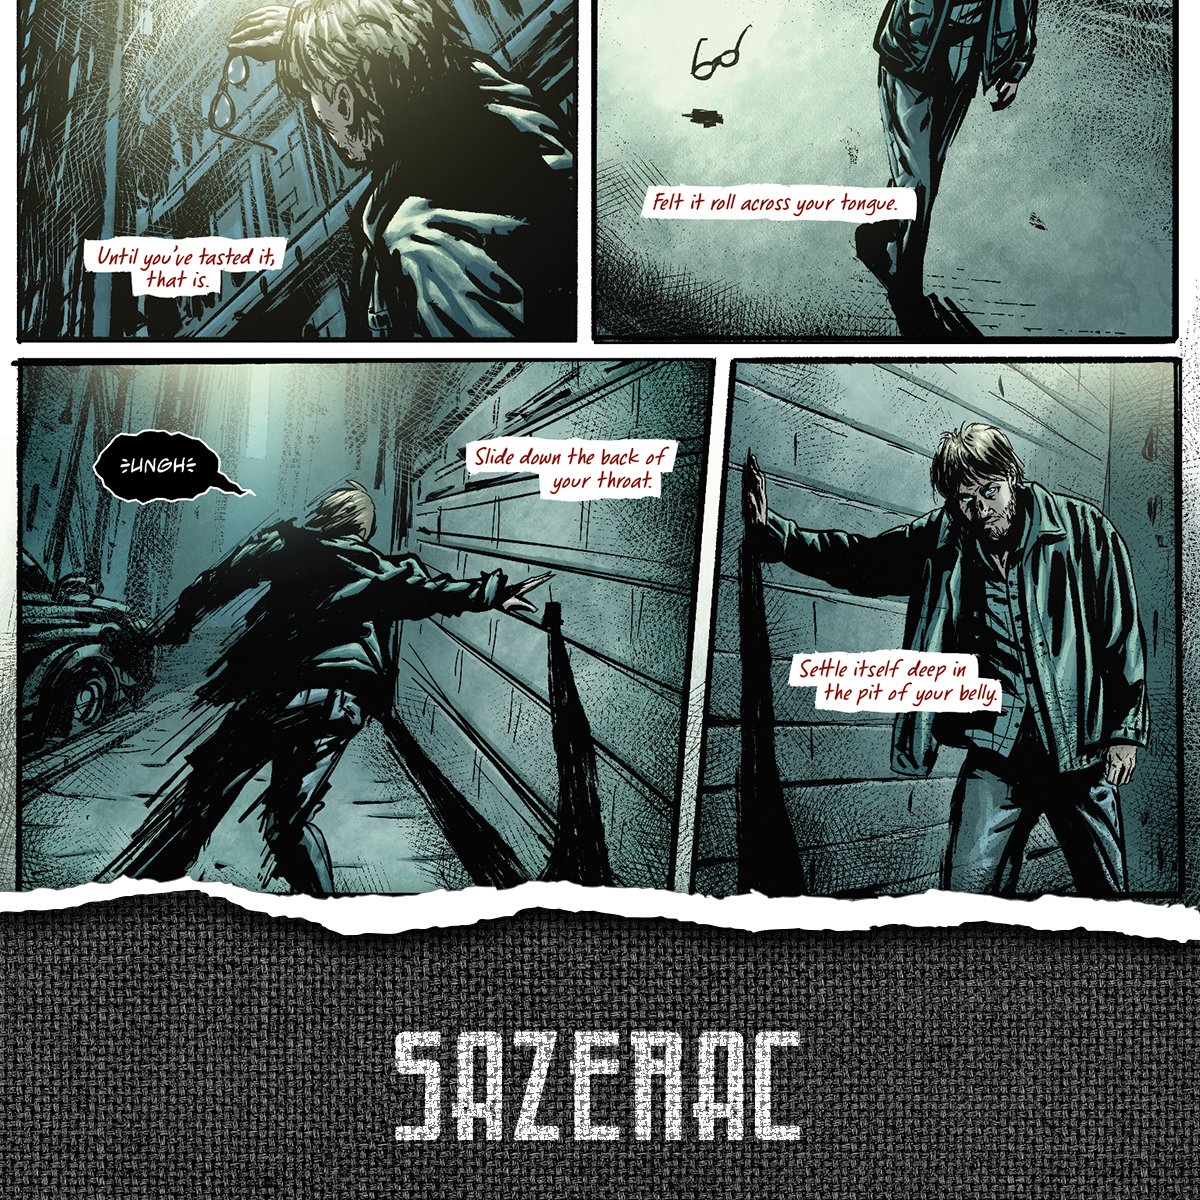 Until you've tasted it,
that is.
Felt it roll across your tongue.
UNGH
Slide down the back of
your throat.
Settle itself deep in
the pit of your belly.
SAZERAC